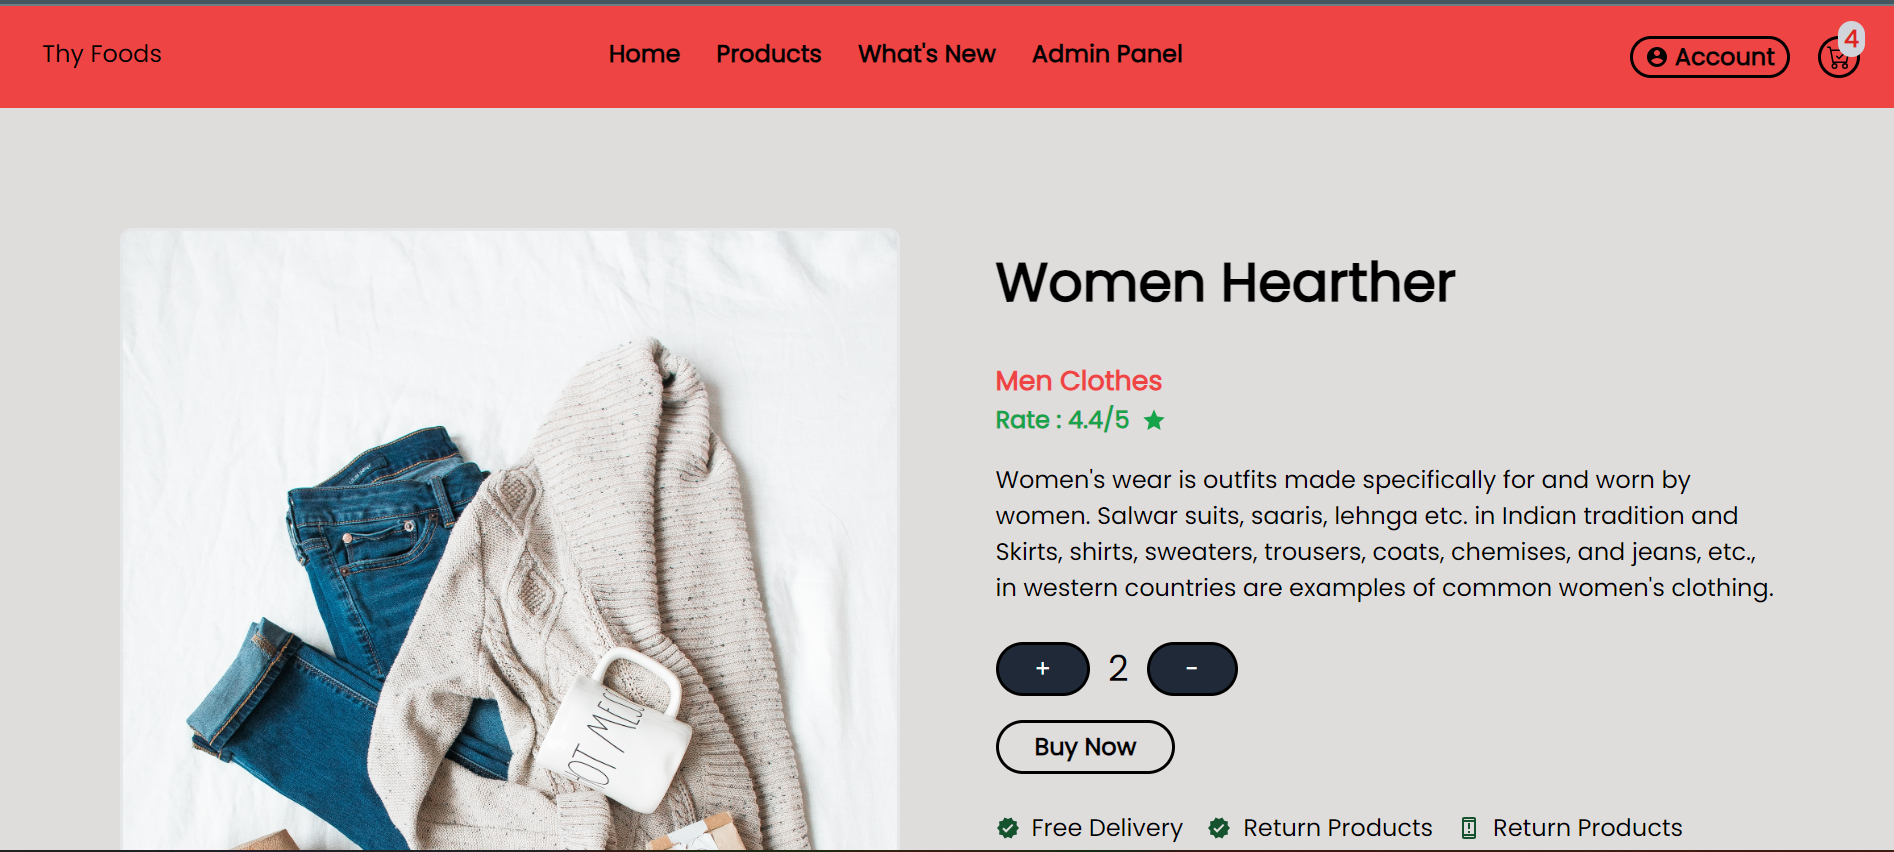 Thy Foods
Home Products What's New Admin Panel
Account
4
Women Hearther
Men Clothes
Rate : 4.4/5
Women's wear is outfits made specifically for and worn by
women. Salwar suits, saaris, lehnga etc. in Indian tradition and
Skirts, shirts, sweaters, trousers, coats, chemises, and jeans, etc.,
in western countries are examples of common women's clothing.
+ 2 -
Buy Now
Free Delivery Return Products Return Products
HOT MESS